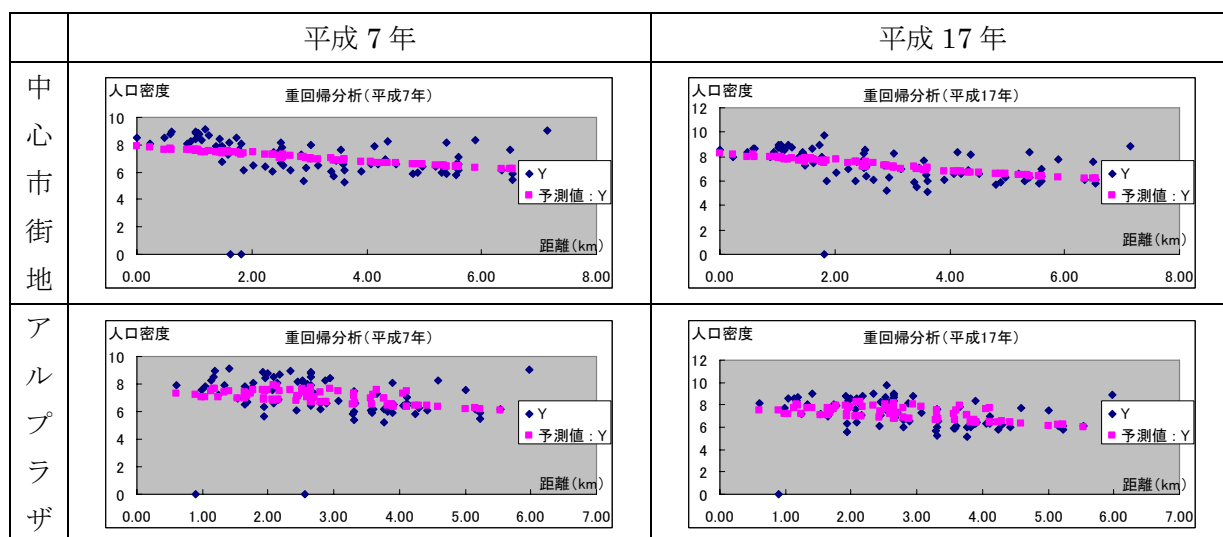 平成 7 年
平成 17 年
中心市街地
人口密度
重回帰分析(平成7年)
10
8
6
4
2
0
Y
予測値：Y
距離(km)
0.00 2.00 4.00 6.00 8.00
人口密度
重回帰分析(平成17年)
12
10
8
6
4
2
0
Y
予測値：Y
距離(km)
0.00 2.00 4.00 6.00 8.00
アルプラザ
人口密度
重回帰分析(平成7年)
10
8
6
4
2
0
Y
予測値：Y
距離(km)
0.00 1.00 2.00 3.00 4.00 5.00 6.00 7.00
人口密度
重回帰分析(平成17年)
12
10
8
6
4
2
0
Y
予測値：Y
距離(km)
0.00 1.00 2.00 3.00 4.00 5.00 6.00 7.00